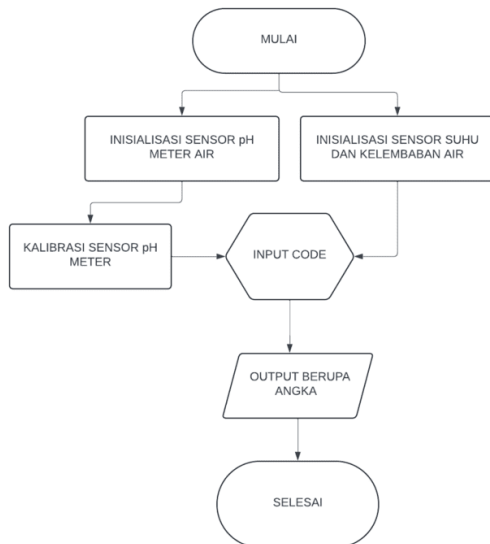 MULAI
INISIALISASI SENSOR pH
METER AIR
INISIALISASI SENSOR SUHU
DAN KELEMBABAN AIR
KALIBRASI SENSOR pH
METER
INPUT CODE
OUTPUT BERUPA
ANGKA
SELESAI